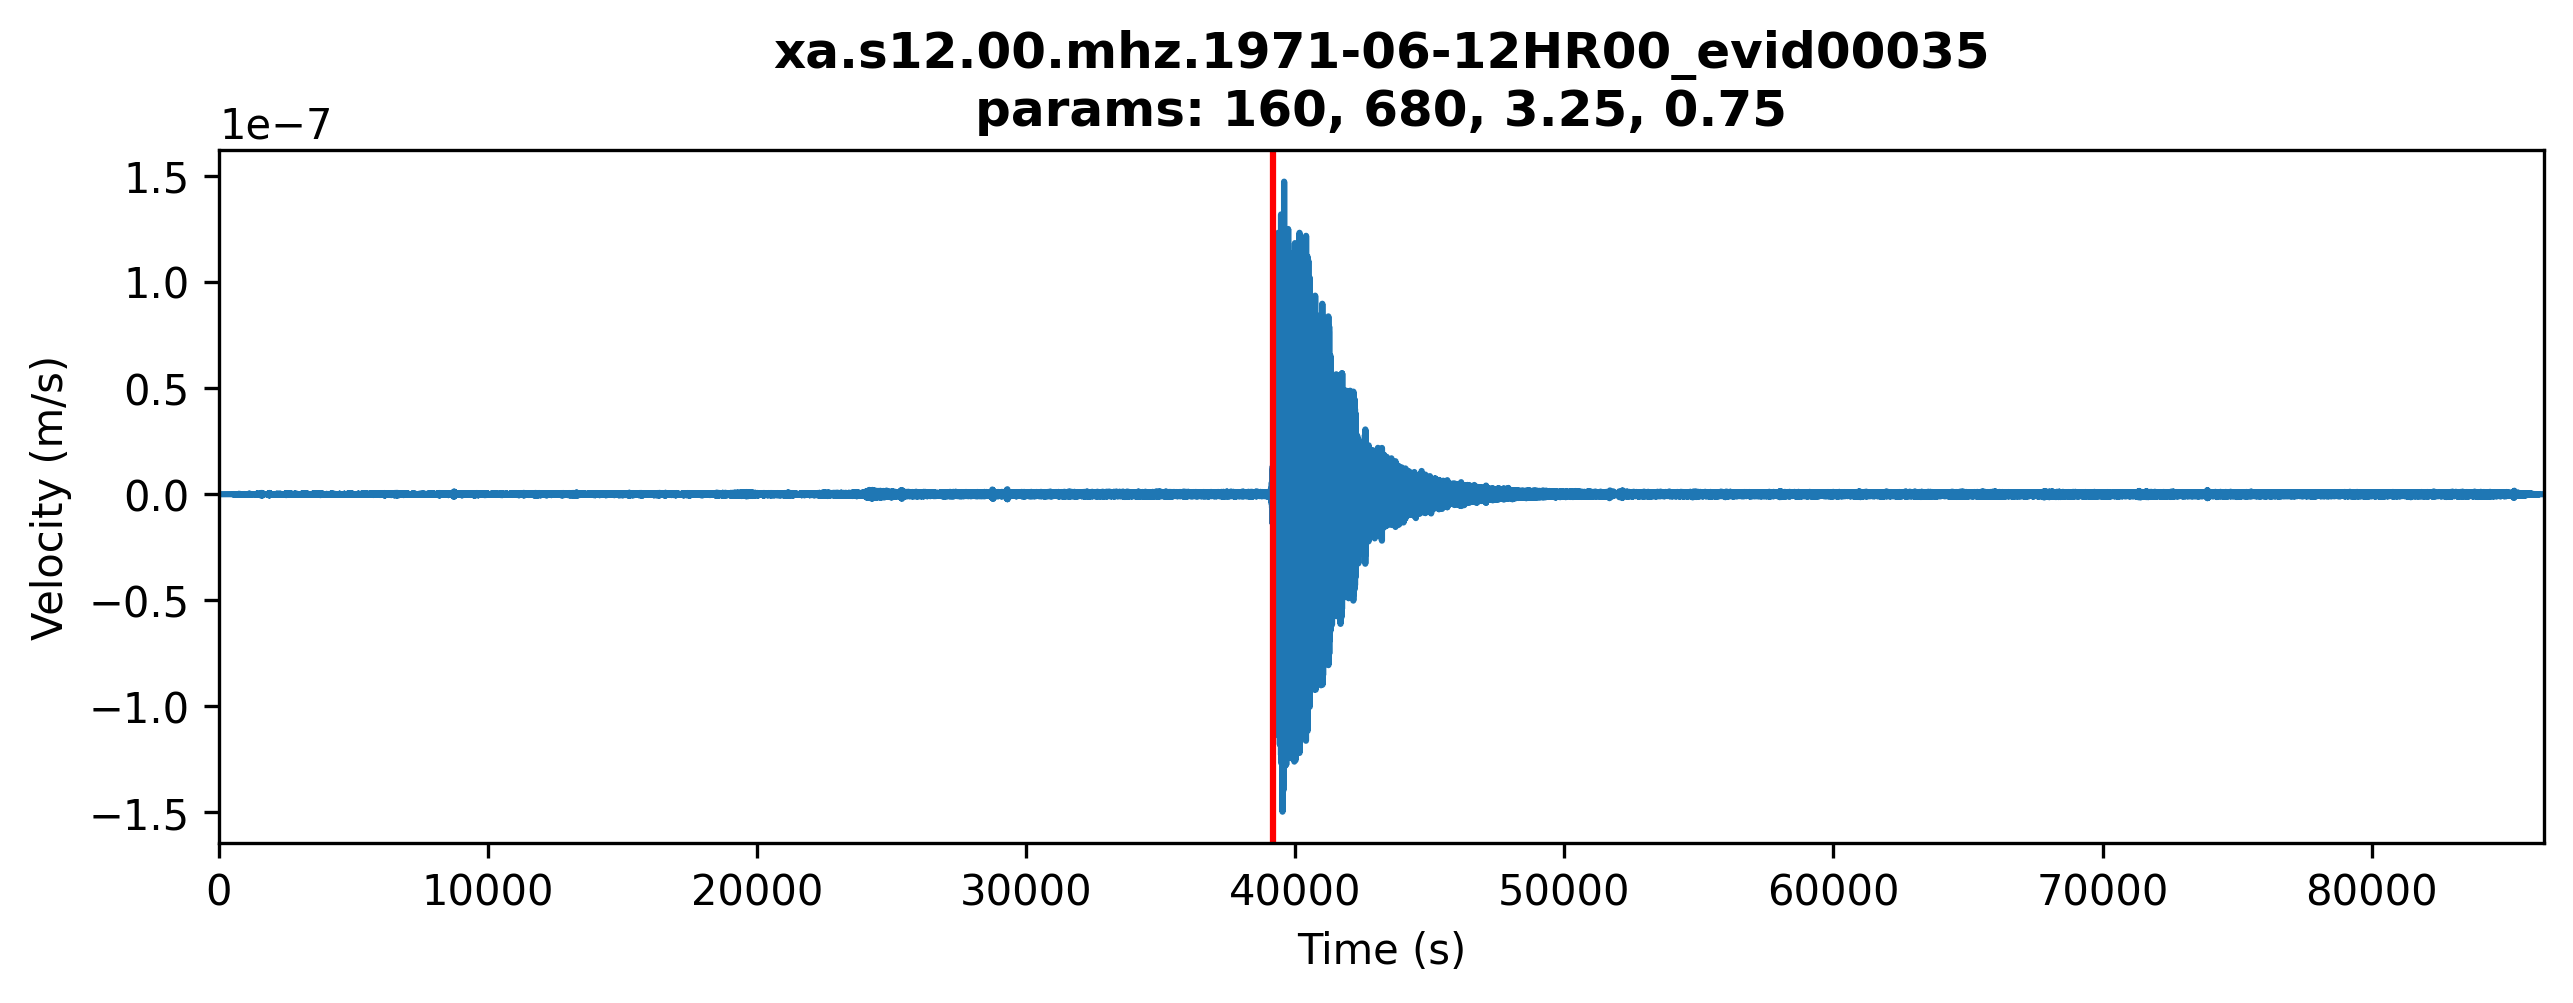 xa.s12.00.mhz.1971-06-12HR00_evid00035
params: 160, 680, 3.25, 0.75
1e−7
1.5
1.0
0.5
0.0
−0.5
−1.0
−1.5
Velocity (m/s)
0 10000 20000 30000 40000 50000 60000 70000 80000
Time (s)